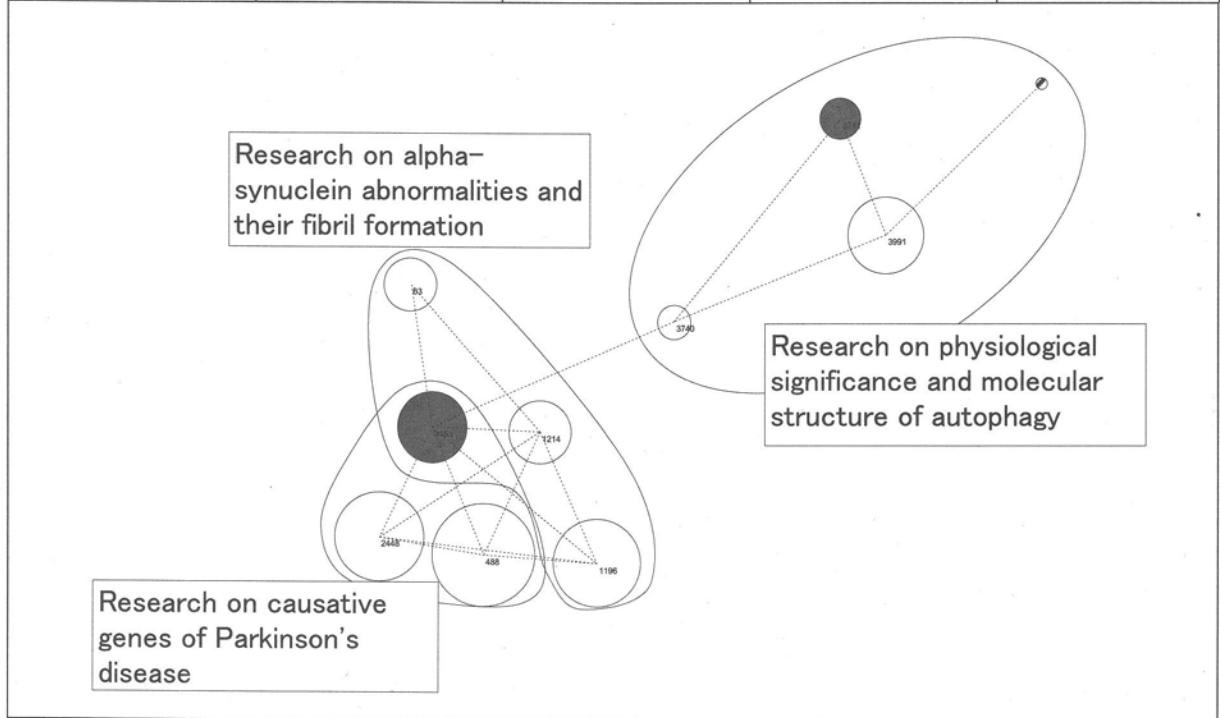 Research on alpha-
synuclein abnormalities and
their fibril formation
3991
63
3740
Research on physiological
significance and molecular
structure of autophagy
1214
2448
488
1196
Research on causative
genes of Parkinson's
disease